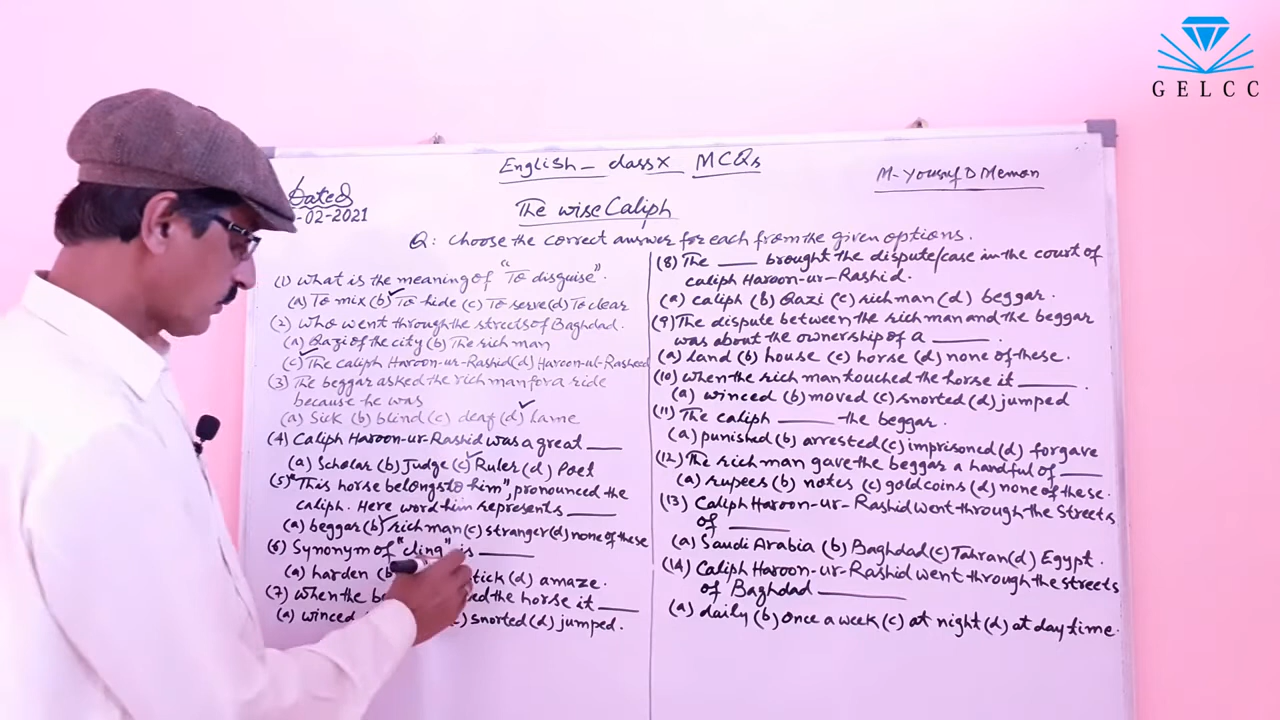 GELCC
English - class X MCQs
M-Yousuf D Memon
Dated
-02-2021
The wise Caliph
Q: Choose the correct answer for each from the given options.
(1) What is the meaning of "To disguise".
(a) To mix (b) To hide (c) To serve (d) To clear
(2) Who went through the streets of Baghdad.
(a) Qazi of the city (b) The rich man
(c) The caliph Haroon-ur-Rashid (d) Haroon-ul-Rasheed
(3) The beggar asked the rich man for a ride
because he was
(a) Sick (b) blind (c) deaf (d) lame
(4) Caliph Haroon-ur-Rashid was a great ___
(a) Scholar (b) Judge (c) Ruler (d) Poet
(5) "This horse belongs to him", pronounced the
caliph. Here word him represents ____
(a) beggar (b) rich man (c) stranger (d) none of these
(6) Synonym of "cling" is ____
(a) harden (b) tick (d) amaze.
(7) When the be ed the horse it ___
(a) winced ) snorted (d) jumped.
(8) The ___ brought the dispute/case in the court of
caliph Haroon-ur-Rashid.
(a) caliph (b) Qazi (c) rich man (d) beggar.
(9) The dispute between the rich man and the beggar
was about the ownership of a _____.
(a) land (b) house (c) horse (d) none of these.
(10) When the rich man touched the horse it _____.
(a) winced (b) moved (c) snorted (d) jumped
(11) The caliph _____ the beggar.
(a) punished (b) arrested (c) imprisoned (d) forgave
(12) The rich man gave the beggar a handful of ____
(a) rupees (b) notes (c) gold coins (d) none of these.
(13) Caliph Haroon-ur-Rashid went through the Streets
of _____
(a) Saudi Arabia (b) Baghdad (c) Tahran (d) Egypt.
(14) Caliph Haroon-ur-Rashid went through the streets
of Baghdad _______
(a) daily (b) once a week (c) at night (d) at day time.